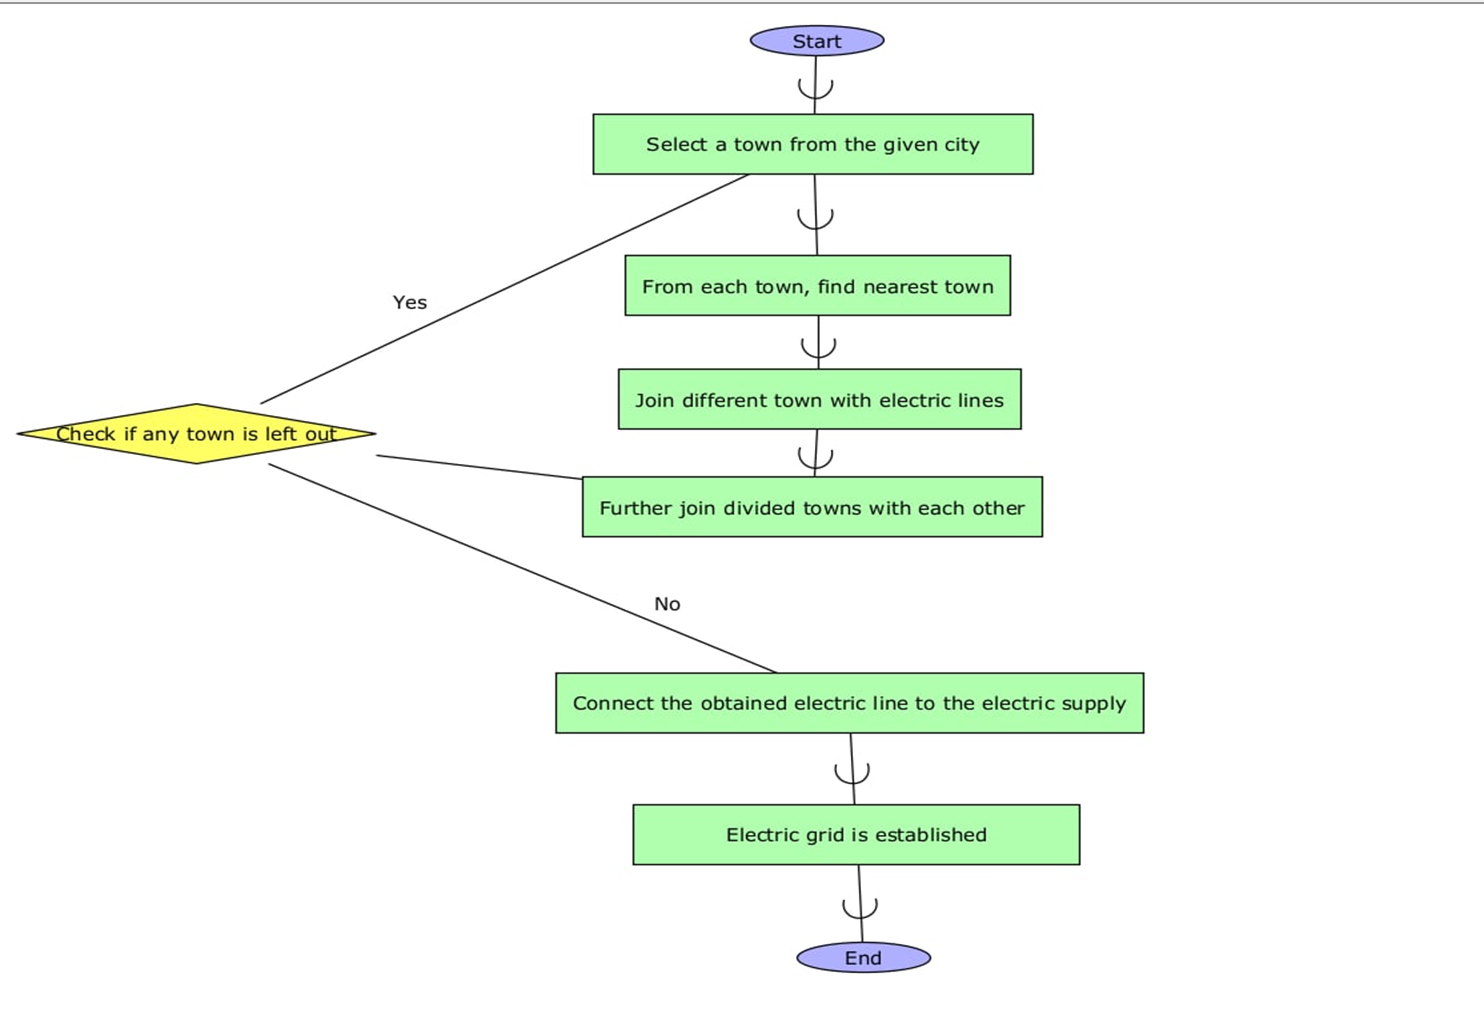 Start
Select a town from the given city
From each town, find nearest town
Yes
Join different town with electric lines
Check if any town is left out
Further join divided towns with each other
No
Connect the obtained electric line to the electric supply
Electric grid is established
End